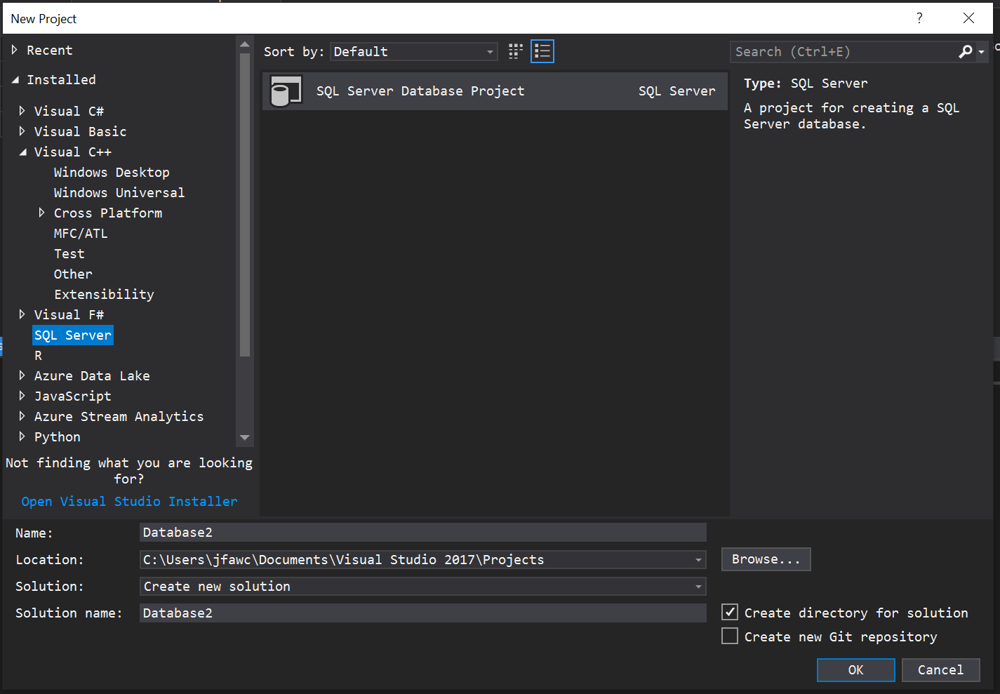 New Project
?
Recent
Installed
Visual C#
Visual Basic
Visual C++
Windows Desktop
Windows Universal
Cross Platform
MFC/ATL
Test
Other
Extensibility
Visual F#
SQL Server
R
Azure Data Lake
JavaScript
Azure Stream Analytics
Python
Not finding what you are looking
for?
Open Visual Studio Installer
Sort by: Default
SQL Server Database Project SQL Server
Search (Ctrl+E)
Type: SQL Server
A project for creating a SQL
Server database.
Name: Database2
Location: C:\Users\jfawc\Documents\Visual Studio 2017\Projects Browse...
Solution: Create new solution
Solution name: Database2
Create directory for solution
Create new Git repository
OK Cancel